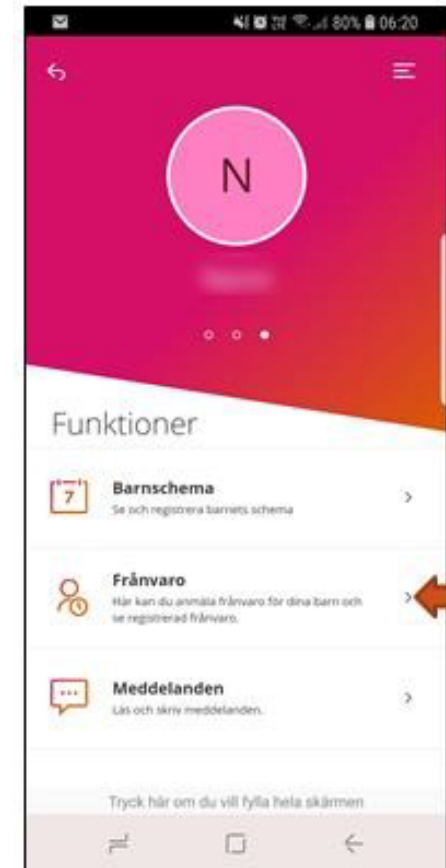 80% 06:20
N
Funktioner
7
Barnschema
Se och registrera barnets schema
Frånvaro
Här kan du anmäla frånvaro för dina barn och
se registrerad frånvaro.
Meddelanden
Läs och skriv meddelanden.
Tryck här om du vill fylla hela skärmen